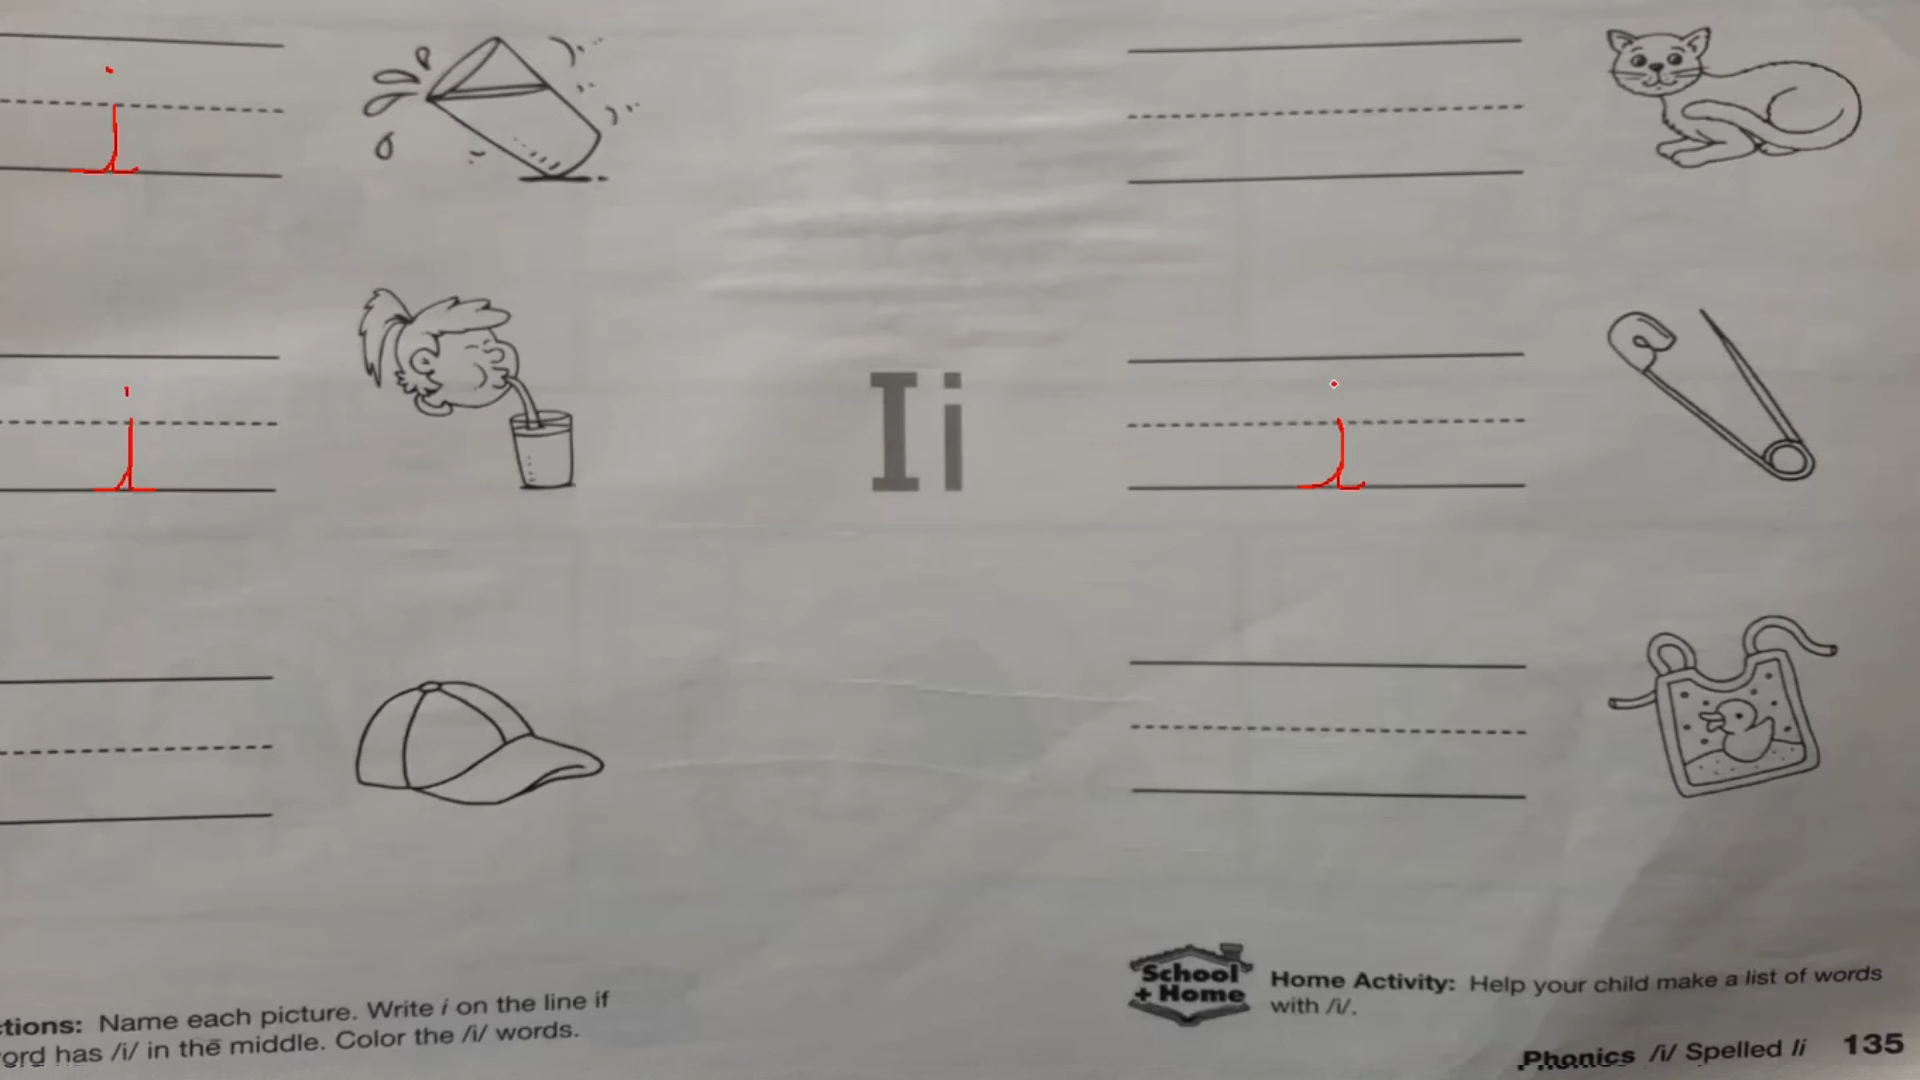 i
i
Ii
i
School
+ Home
Home Activity: Help your child make a list of words
with /i/.
ctions: Name each picture. Write i on the line if
ord has /i/ in the middle. Color the /i/ words.
Phonics /i/ Spelled Ii 135